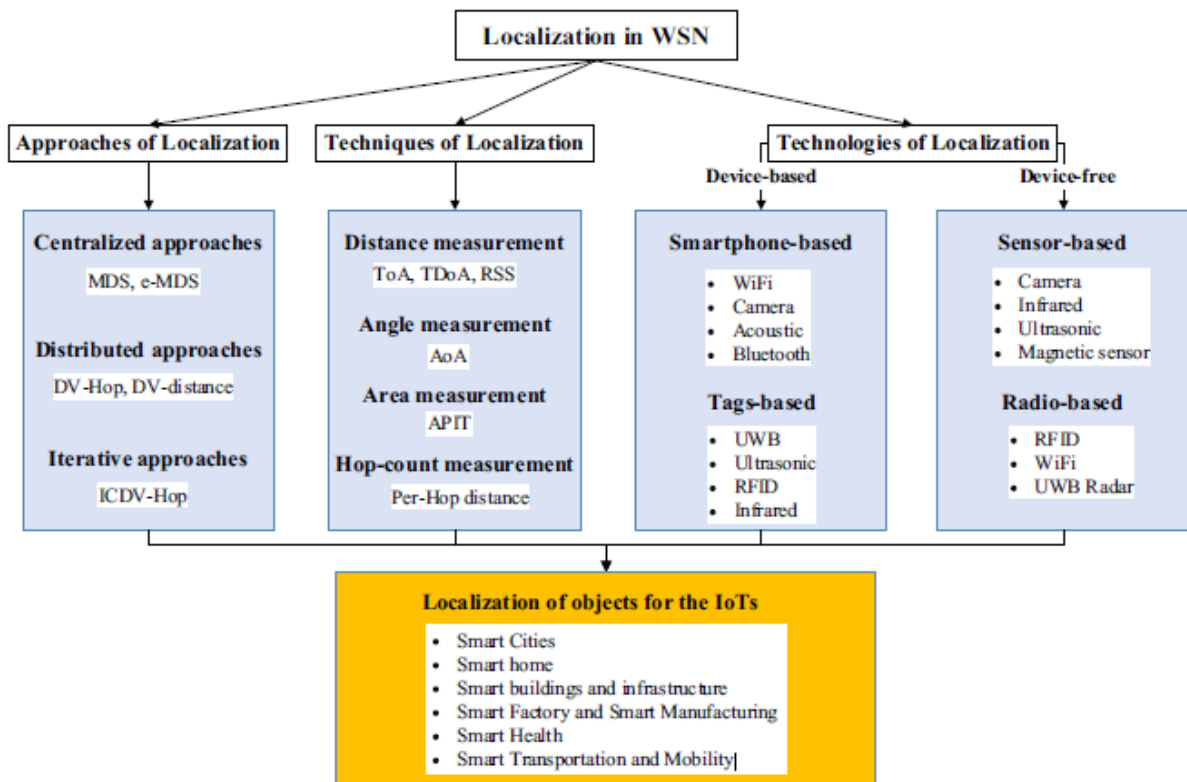 Localization in WSN
Approaches of Localization
Techniques of Localization
Technologies of Localization
Device-based
Device-free
Centralized approaches
MDS, e-MDS
Distributed approaches
DV-Hop, DV-distance
Iterative approaches
ICDV-Hop
Distance measurement
ToA, TDoA, RSS
Angle measurement
AoA
Area measurement
APIT
Hop-count measurement
Per-Hop distance
Smartphone-based
• WiFi
• Camera
• Acoustic
• Bluetooth
Tags-based
• UWB
• Ultrasonic
• RFID
• Infrared
Sensor-based
• Camera
• Infrared
• Ultrasonic
• Magnetic sensor
Radio-based
• RFID
• WiFi
• UWB Radar
Localization of objects for the IoTs
• Smart Cities
• Smart home
• Smart buildings and infrastructure
• Smart Factory and Smart Manufacturing
• Smart Health
• Smart Transportation and Mobility